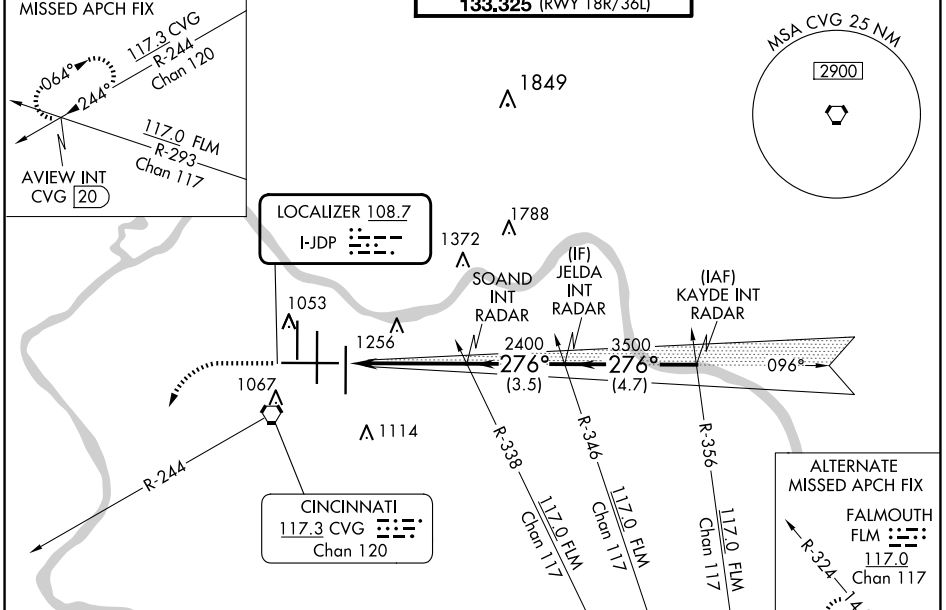 MISSED APCH FIX
117.3 CVG
R-244
Chan 120
064°
244°
117.0 FLM
R-293
Chan 117
AVIEW INT
CVG 20
133.325 (RWY 18R/36L)
1849
MSA CVG 25 NM
2900
LOCALIZER 108.7
I-JDP
1372
1788
SOAND
INT
RADAR
(IF)
JELDA
INT
RADAR
(IAF)
KAYDE INT
RADAR
1053
1256
2400
276°
(3.5)
3500
276°
(4.7)
096°
1067
1114
R-244
CINCINNATI
117.3 CVG
Chan 120
R-338
117.0 FLM
Chan 117
R-346
117.0 FLM
Chan 117
R-356
117.0 FLM
Chan 117
ALTERNATE
MISSED APCH FIX
FALMOUTH
FLM
117.0
Chan 117
R-324